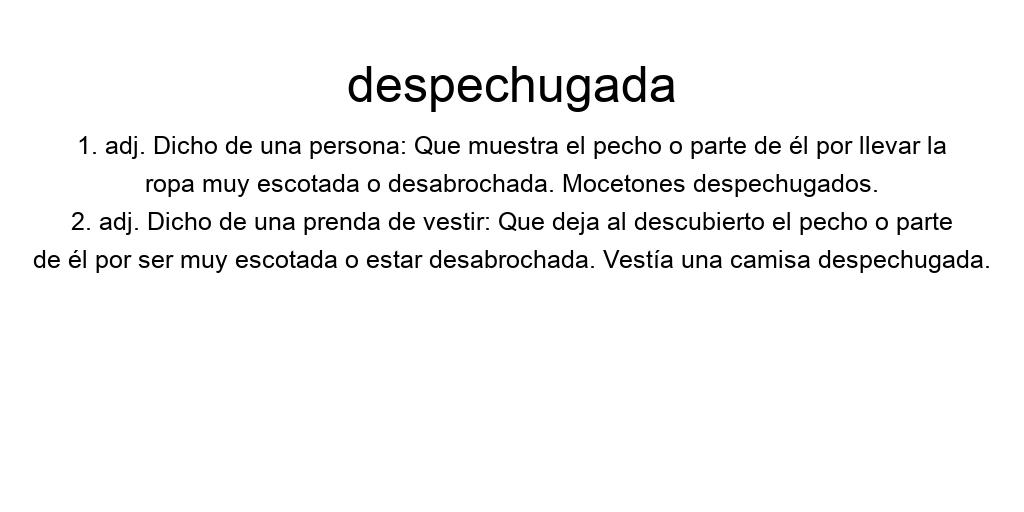 despechugada
1. adj. Dicho de una persona: Que muestra el pecho o parte de él por llevar la
ropa muy escotada o desabrochada. Mocetones despechugados.
2. adj. Dicho de una prenda de vestir: Que deja al descubierto el pecho o parte
de él por ser muy escotada o estar desabrochada. Vestía una camisa despechugada.